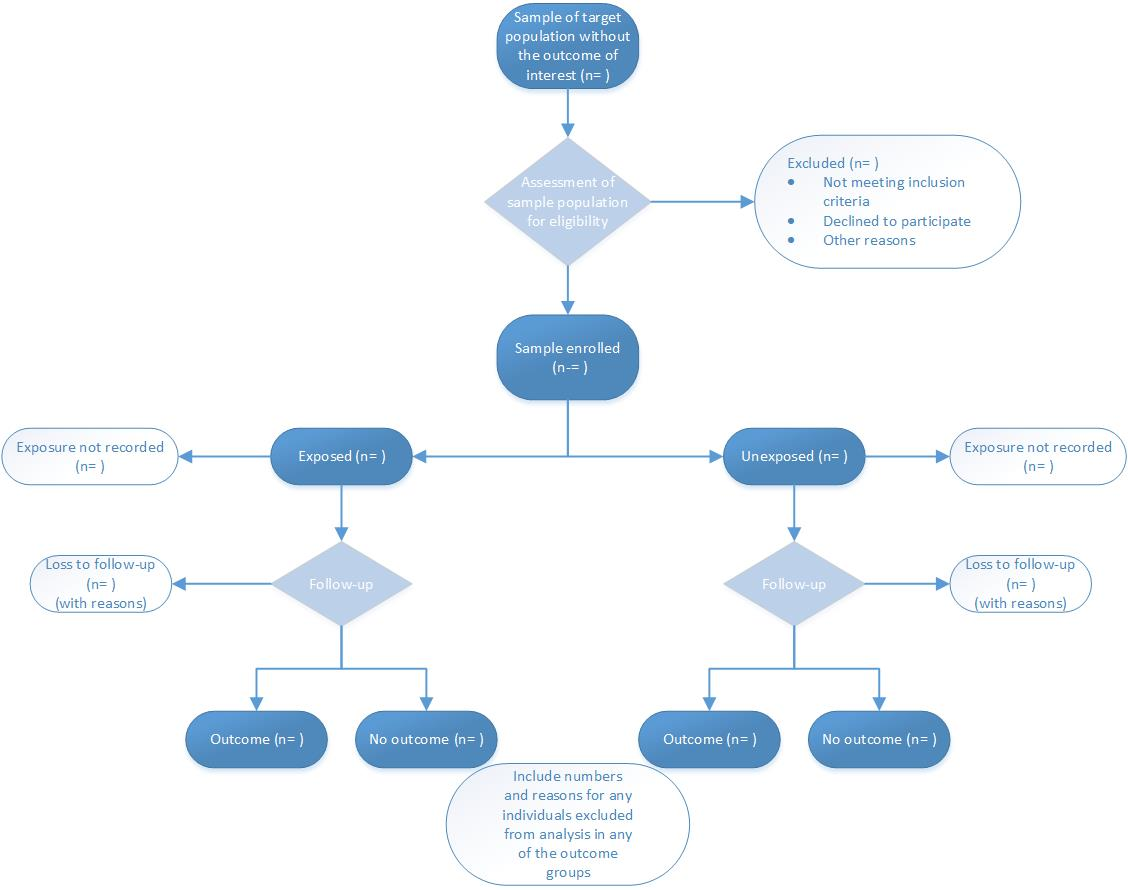 Sample of target
population without
the outcome of
interest (n= )
Assessment of
sample population
for eligibility
Excluded (n= )
• Not meeting inclusion
criteria
• Declined to participate
• Other reasons
Sample enrolled
(n-= )
Exposure not recorded
(n= )
Exposed (n= )
Unexposed (n= )
Exposure not recorded
(n= )
Loss to follow-up
(n= )
(with reasons)
Follow-up
Follow-up
Loss to follow-up
(n= )
(with reasons)
Outcome (n= )
No outcome (n= )
Outcome (n= )
No outcome (n= )
Include numbers
and reasons for any
individuals excluded
from analysis in any
of the outcome
groups